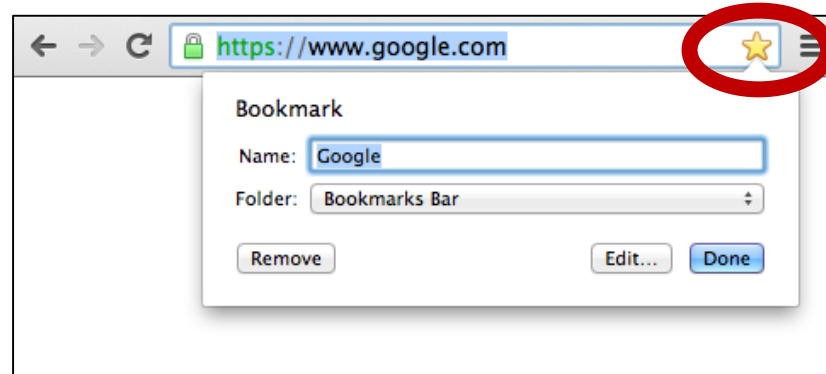 https://www.google.com
Bookmark
Name: Google
Folder: Bookmarks Bar
Remove Edit... Done